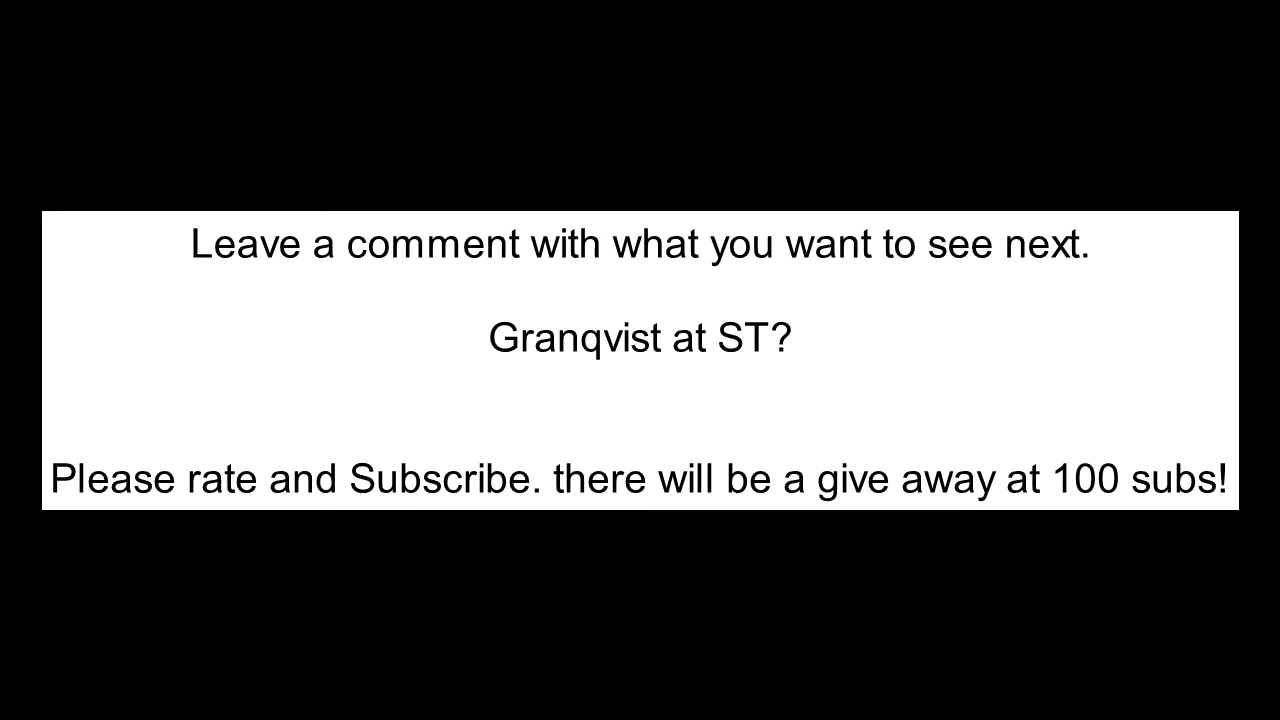 Leave a comment with what you want to see next.
Granqvist at ST?
Please rate and Subscribe. there will be a give away at 100 subs!